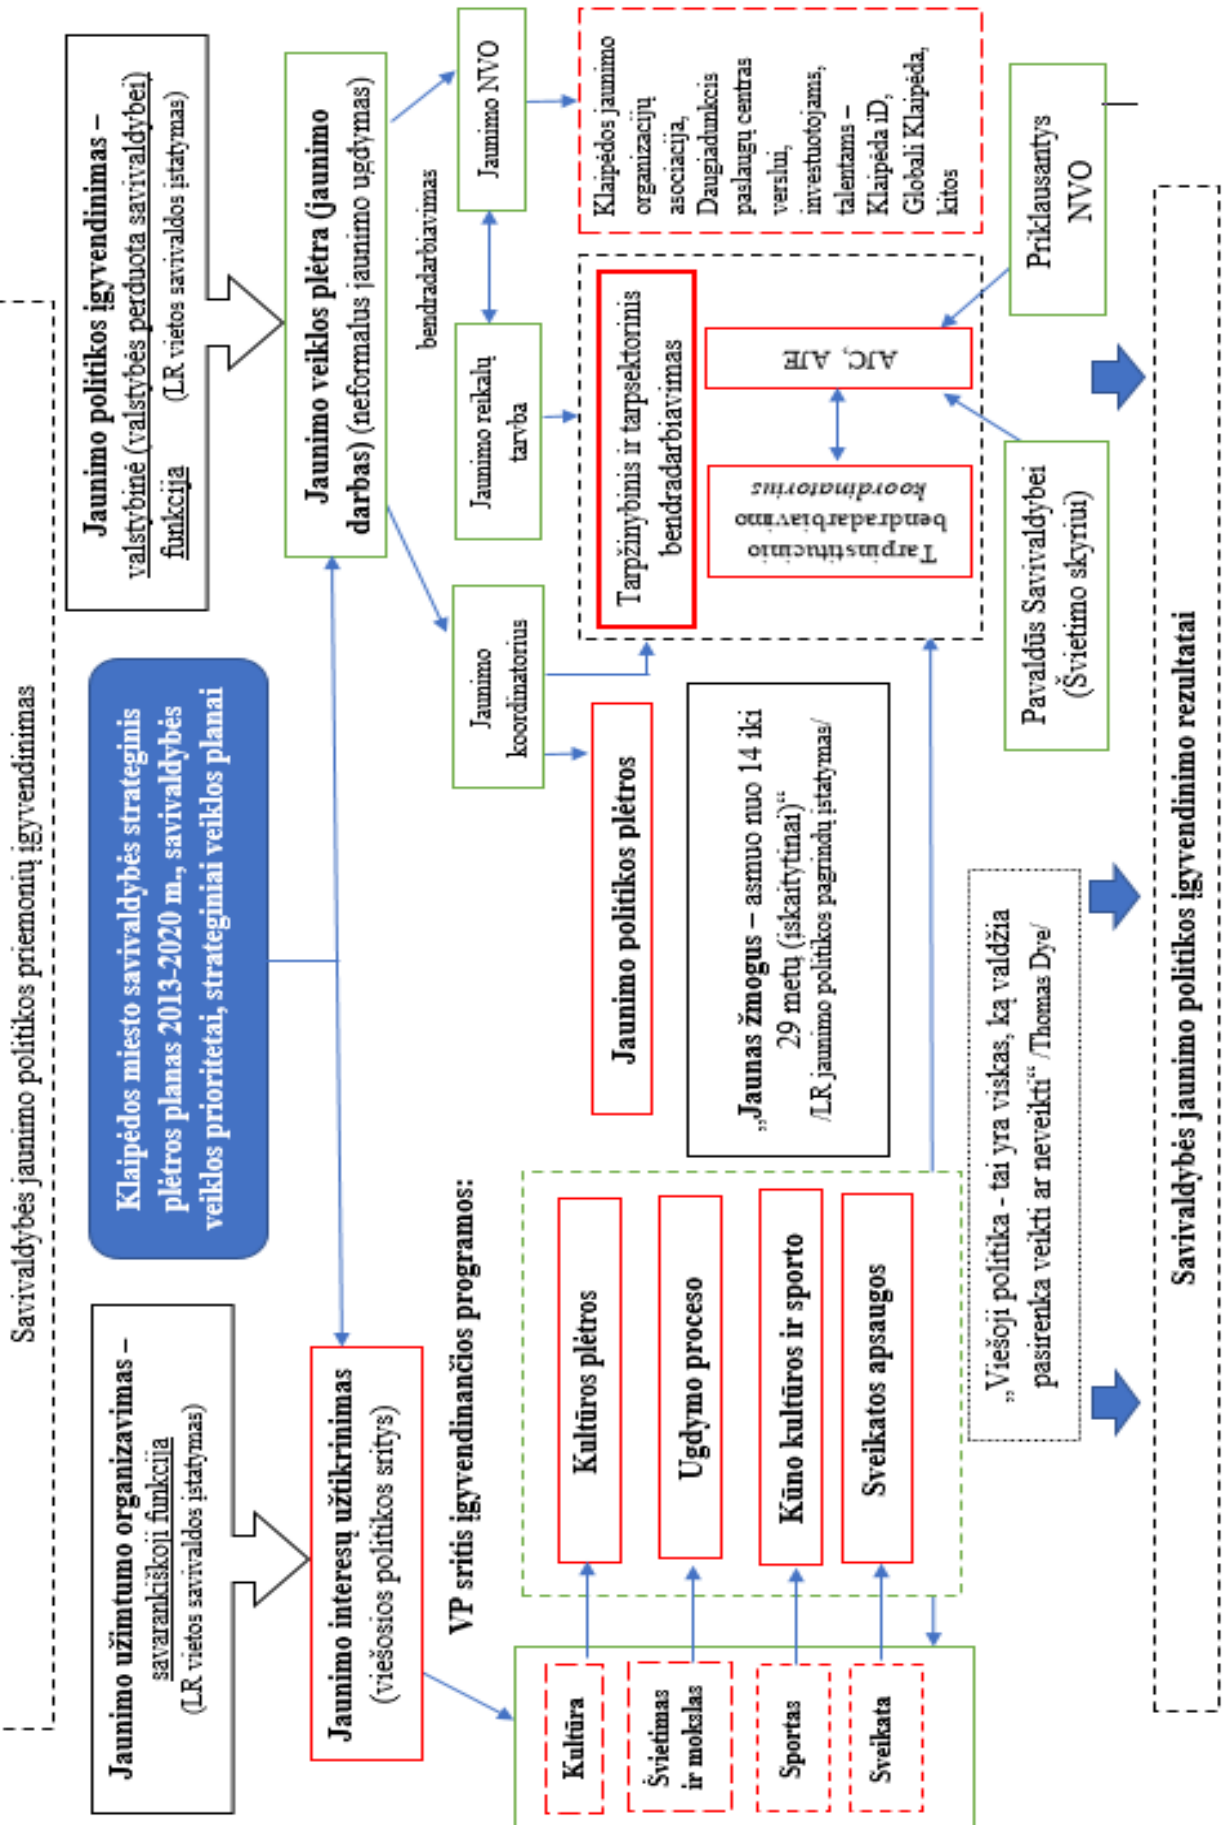 Savivaldybės jaunimo politikos priemonių įgyvendinimas
Jaunimo užimtumo organizavimas –
savarankiškoji funkcija
(LR vietos savivaldos įstatymas)
Klaipėdos miesto savivaldybės strateginis
plėtros planas 2013-2020 m., savivaldybės
veiklos prioritetai, strateginiai veiklos planai
Jaunimo politikos įgyvendinimas –
valstybinė (valstybės perduota savivaldybei)
funkcija (LR vietos savivaldos įstatymas)
Jaunimo interesų užtikrinimas
(viešosios politikos sritys)
Jaunimo veiklos plėtra (jaunimo
darbas) (neformalus jaunimo ugdymas)
VP sritis įgyvendinančios programos:
bendradarbiavimas
Jaunimo
koordinatorius
Jaunimo reikalų
tarvba
Jaunimo NVO
Kultūra
Švietimas
ir mokslas
Sportas
Sveikata
Kultūros plėtros
Ugdymo proceso
Kūno kultūros ir sporto
Sveikatos apsaugos
Jaunimo politikos plėtros
„Jaunas žmogus – asmuo nuo 14 iki
29 metų (įskaitytinai)“
/LR jaunimo politikos pagrindų įstatymas/
Tarpžinybinis ir tarpsektorinis
bendradarbiavimas
Tarpinstitucinio
bendradarbiavimo
koordinatorius
AJC, AJE
Klaipėdos jaunimo
organizacijų
asociacija,
Daugiadunkcis
paslaugų centras
verslui,
investuotojams,
talentams –
Klaipėda iD,
Globali Klaipėda,
kitos
„Viešoji politika - tai yra viskas, ką valdžia
pasirenka veikti ar neveikti“ /Thomas Dye/
Pavaldūs Savivaldybei
(Švietimo skyrius)
Priklausantys
NVO
Savivaldybės jaunimo politikos įgyvendinimo rezultatai